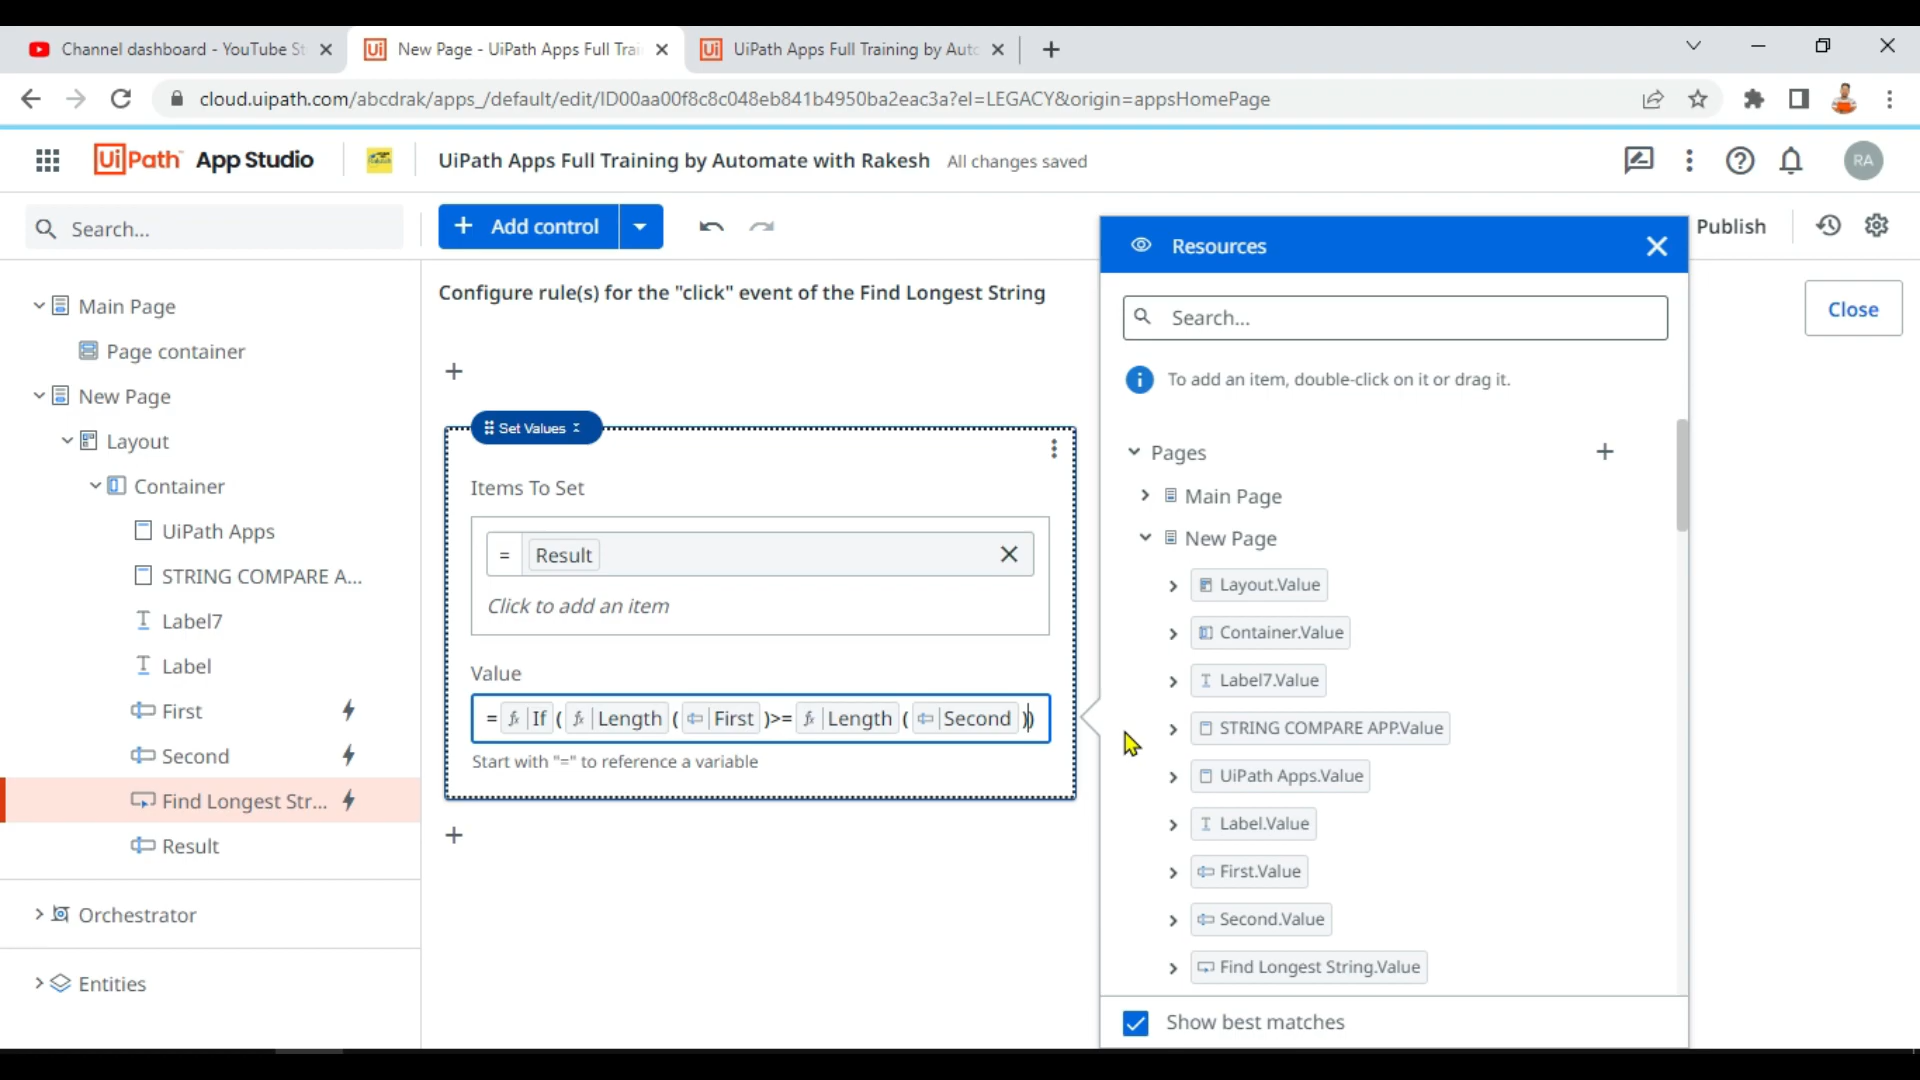 Channel dashboard - YouTube St
New Page - UiPath Apps Full Trai
UiPath Apps Full Training by Auto
cloud.uipath.com/abcdrak/apps_/default/edit/ID00aa00f8c8c048eb841b4950ba2eac3a?el=LEGACY&origin=appsHomePage
UiPath App Studio
UiPath Apps Full Training by Automate with Rakesh All changes saved
RA
Search...
Add control
Publish
Close
Main Page
Page container
New Page
Layout
Container
UiPath Apps
STRING COMPARE A...
Label7
Label
First
Second
Find Longest Str...
Result
Orchestrator
Entities
Configure rule(s) for the "click" event of the Find Longest String
Set Values
Items To Set
= Result
Click to add an item
Value
= fx If ( fx Length ( First )>= fx Length ( Second ))
Start with "=" to reference a variable
Resources
Search...
To add an item, double-click on it or drag it.
Pages
Main Page
New Page
Layout.Value
Container.Value
Label7.Value
STRING COMPARE APP.Value
UiPath Apps.Value
Label.Value
First.Value
Second.Value
Find Longest String.Value
Show best matches